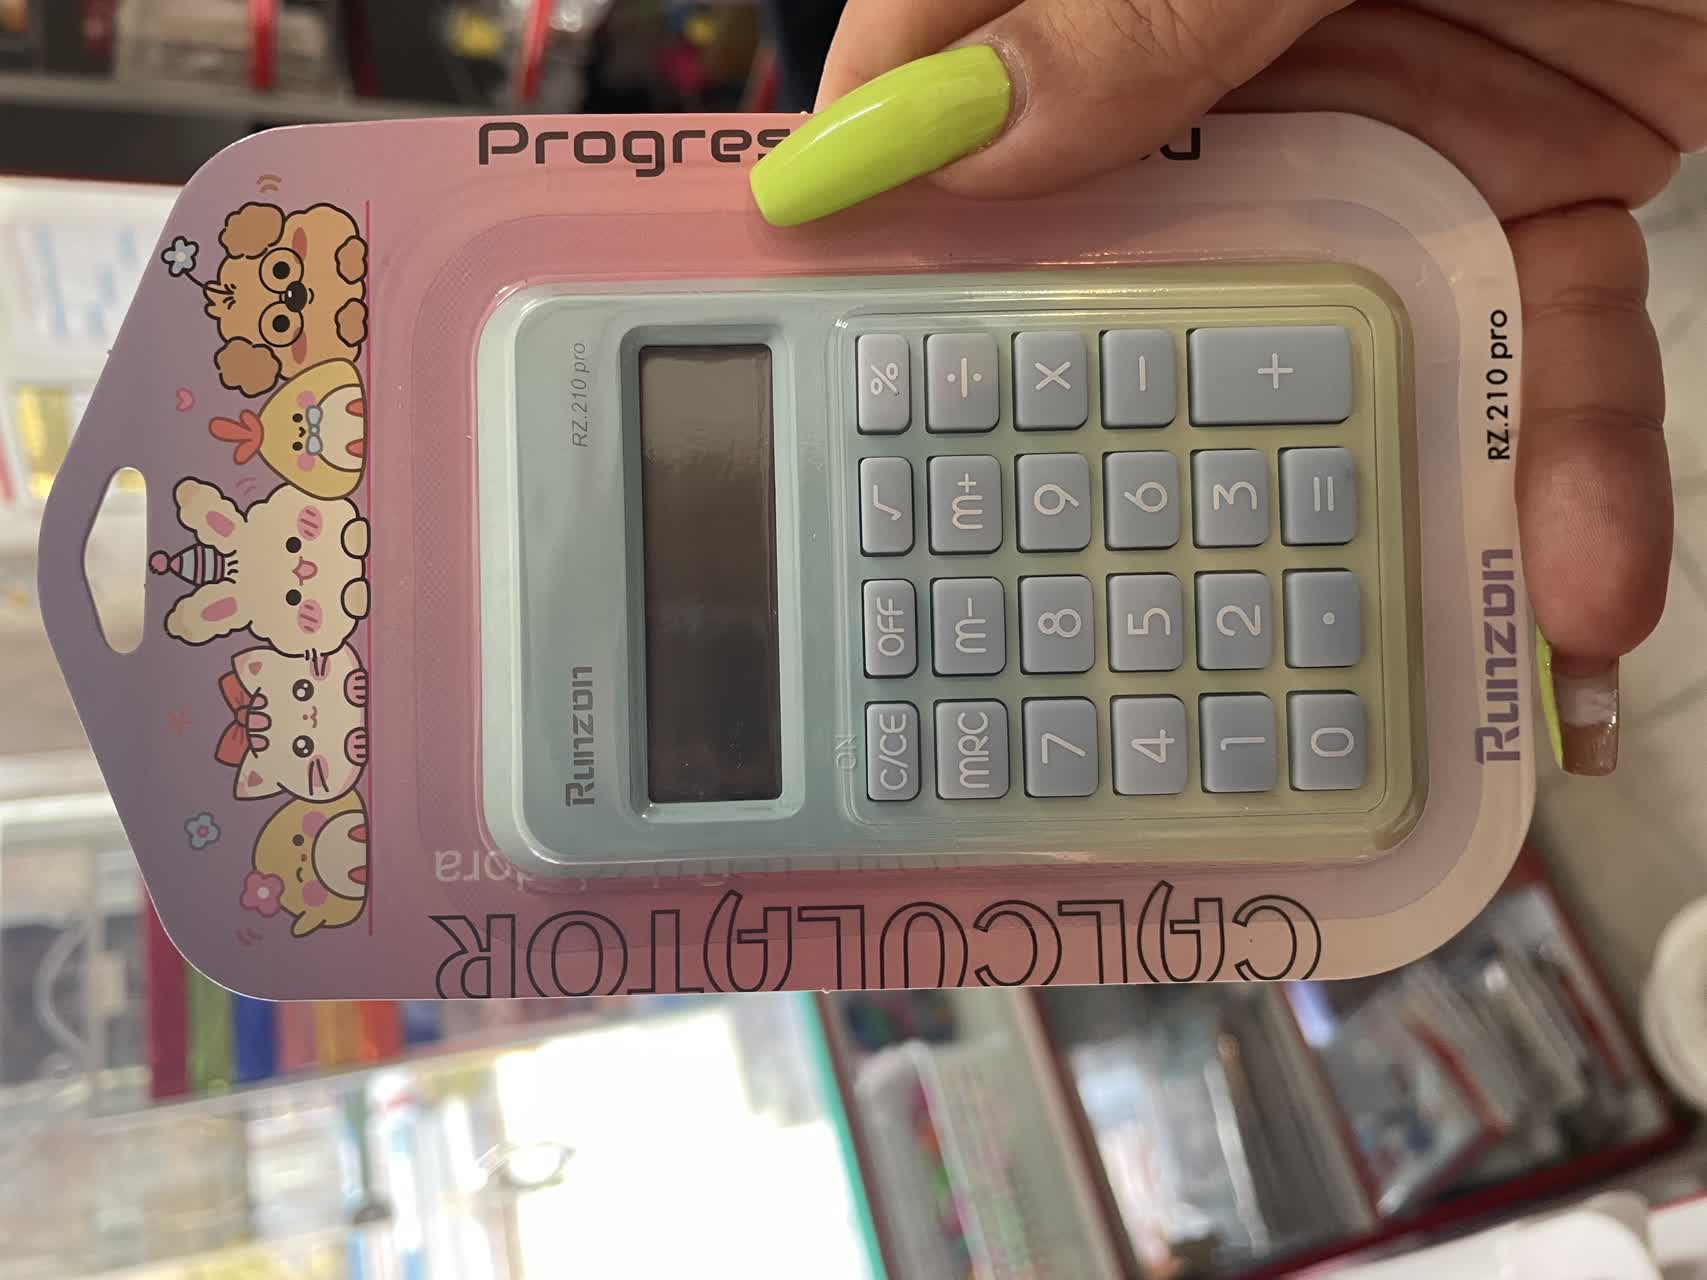 Runzon RZ.210 pro
ON
C/CE OFF √ %
MRC M- M+ ÷
7 8 9 X
4 5 6 −
1 2 3 +
0 . =
CALCULATOR
Runzon RZ.210 pro